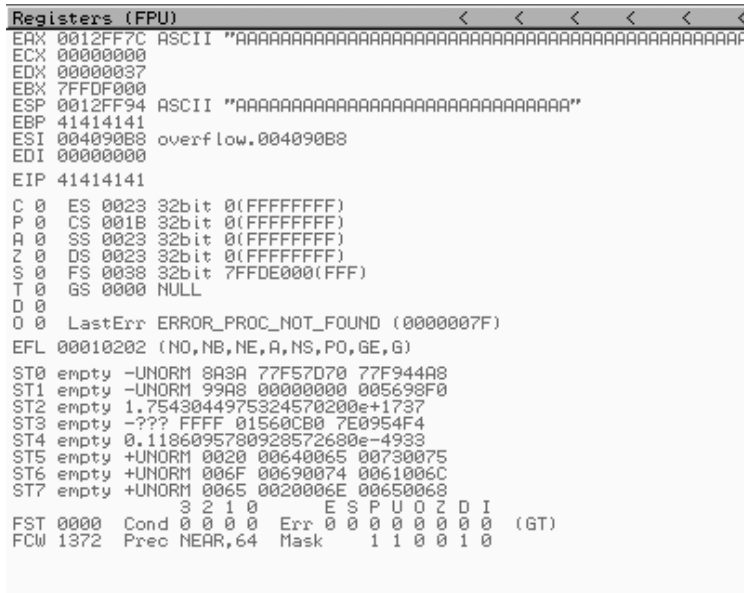 Registers (FPU) < < < < < <
EAX 0012FF7C ASCII "AAAAAAAAAAAAAAAAAAAAAAAAAAAAAAAAAAAAAAAAAAAAAAA
ECX 00000000
EDX 00000037
EBX 7FFDF000
ESP 0012FF94 ASCII "AAAAAAAAAAAAAAAAAAAAAAAAAAAAAAA"
EBP 41414141
ESI 004090B8 overflow.004090B8
EDI 00000000
EIP 41414141
C 0 ES 0023 32bit 0(FFFFFFFF)
P 0 CS 001B 32bit 0(FFFFFFFF)
A 0 SS 0023 32bit 0(FFFFFFFF)
Z 0 DS 0023 32bit 0(FFFFFFFF)
S 0 FS 0038 32bit 7FFDE000(FFF)
T 0 GS 0000 NULL
D 0
O 0 LastErr ERROR_PROC_NOT_FOUND (0000007F)
EFL 00010202 (NO,NB,NE,A,NS,PO,GE,G)
ST0 empty -UNORM 8A3A 77F57D70 77F944A8
ST1 empty -UNORM 99A8 00000000 005698F0
ST2 empty 1.7543044975324570200e+1737
ST3 empty -??? FFFF 01560CB0 7E0954F4
ST4 empty 0.1186095780928572680e-4933
ST5 empty +UNORM 0020 00640065 00730075
ST6 empty +UNORM 006F 00690074 0061006C
ST7 empty +UNORM 0065 0020006E 00650068
3 2 1 0 E S P U O Z D I
FST 0000 Cond 0 0 0 0 Err 0 0 0 0 0 0 0 0 (GT)
FCW 1372 Prec NEAR,64 Mask 1 1 0 0 1 0